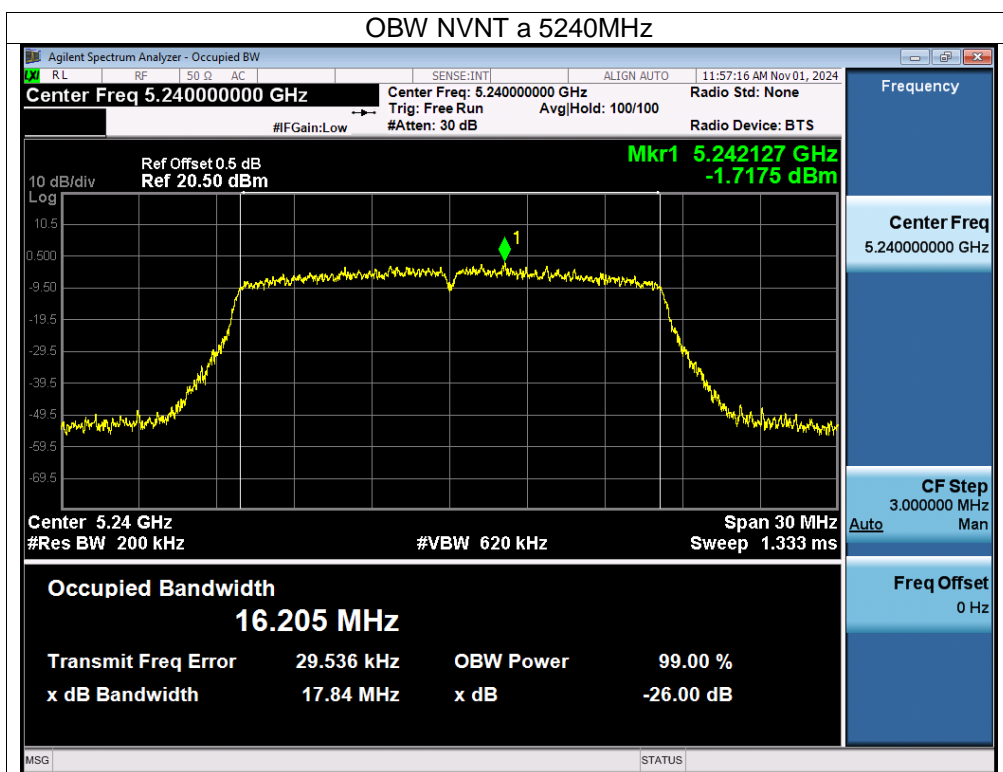 OBW NVNT a 5240MHz
Agilent Spectrum Analyzer - Occupied BW
LXI RL RF 50 Ω AC SENSE:INT ALIGN AUTO 11:57:16 AM Nov 01, 2024
Center Freq 5.240000000 GHz
Center Freq: 5.240000000 GHz
Radio Std: None
Trig: Free Run Avg|Hold: 100/100
#IFGain:Low #Atten: 30 dB Radio Device: BTS
Frequency
Mkr1 5.242127 GHz
-1.7175 dBm
Ref Offset 0.5 dB
10 dB/div Ref 20.50 dBm
Log
10.5
0.500
-9.50
-19.5
-29.5
-39.5
-49.5
-59.5
-69.5
1
Center 5.24 GHz Span 30 MHz
#Res BW 200 kHz #VBW 620 kHz Sweep 1.333 ms
Center Freq
5.240000000 GHz
CF Step
3.000000 MHz
Auto Man
Freq Offset
0 Hz
Occupied Bandwidth
16.205 MHz
Transmit Freq Error 29.536 kHz OBW Power 99.00 %
x dB Bandwidth 17.84 MHz x dB -26.00 dB
MSG STATUS